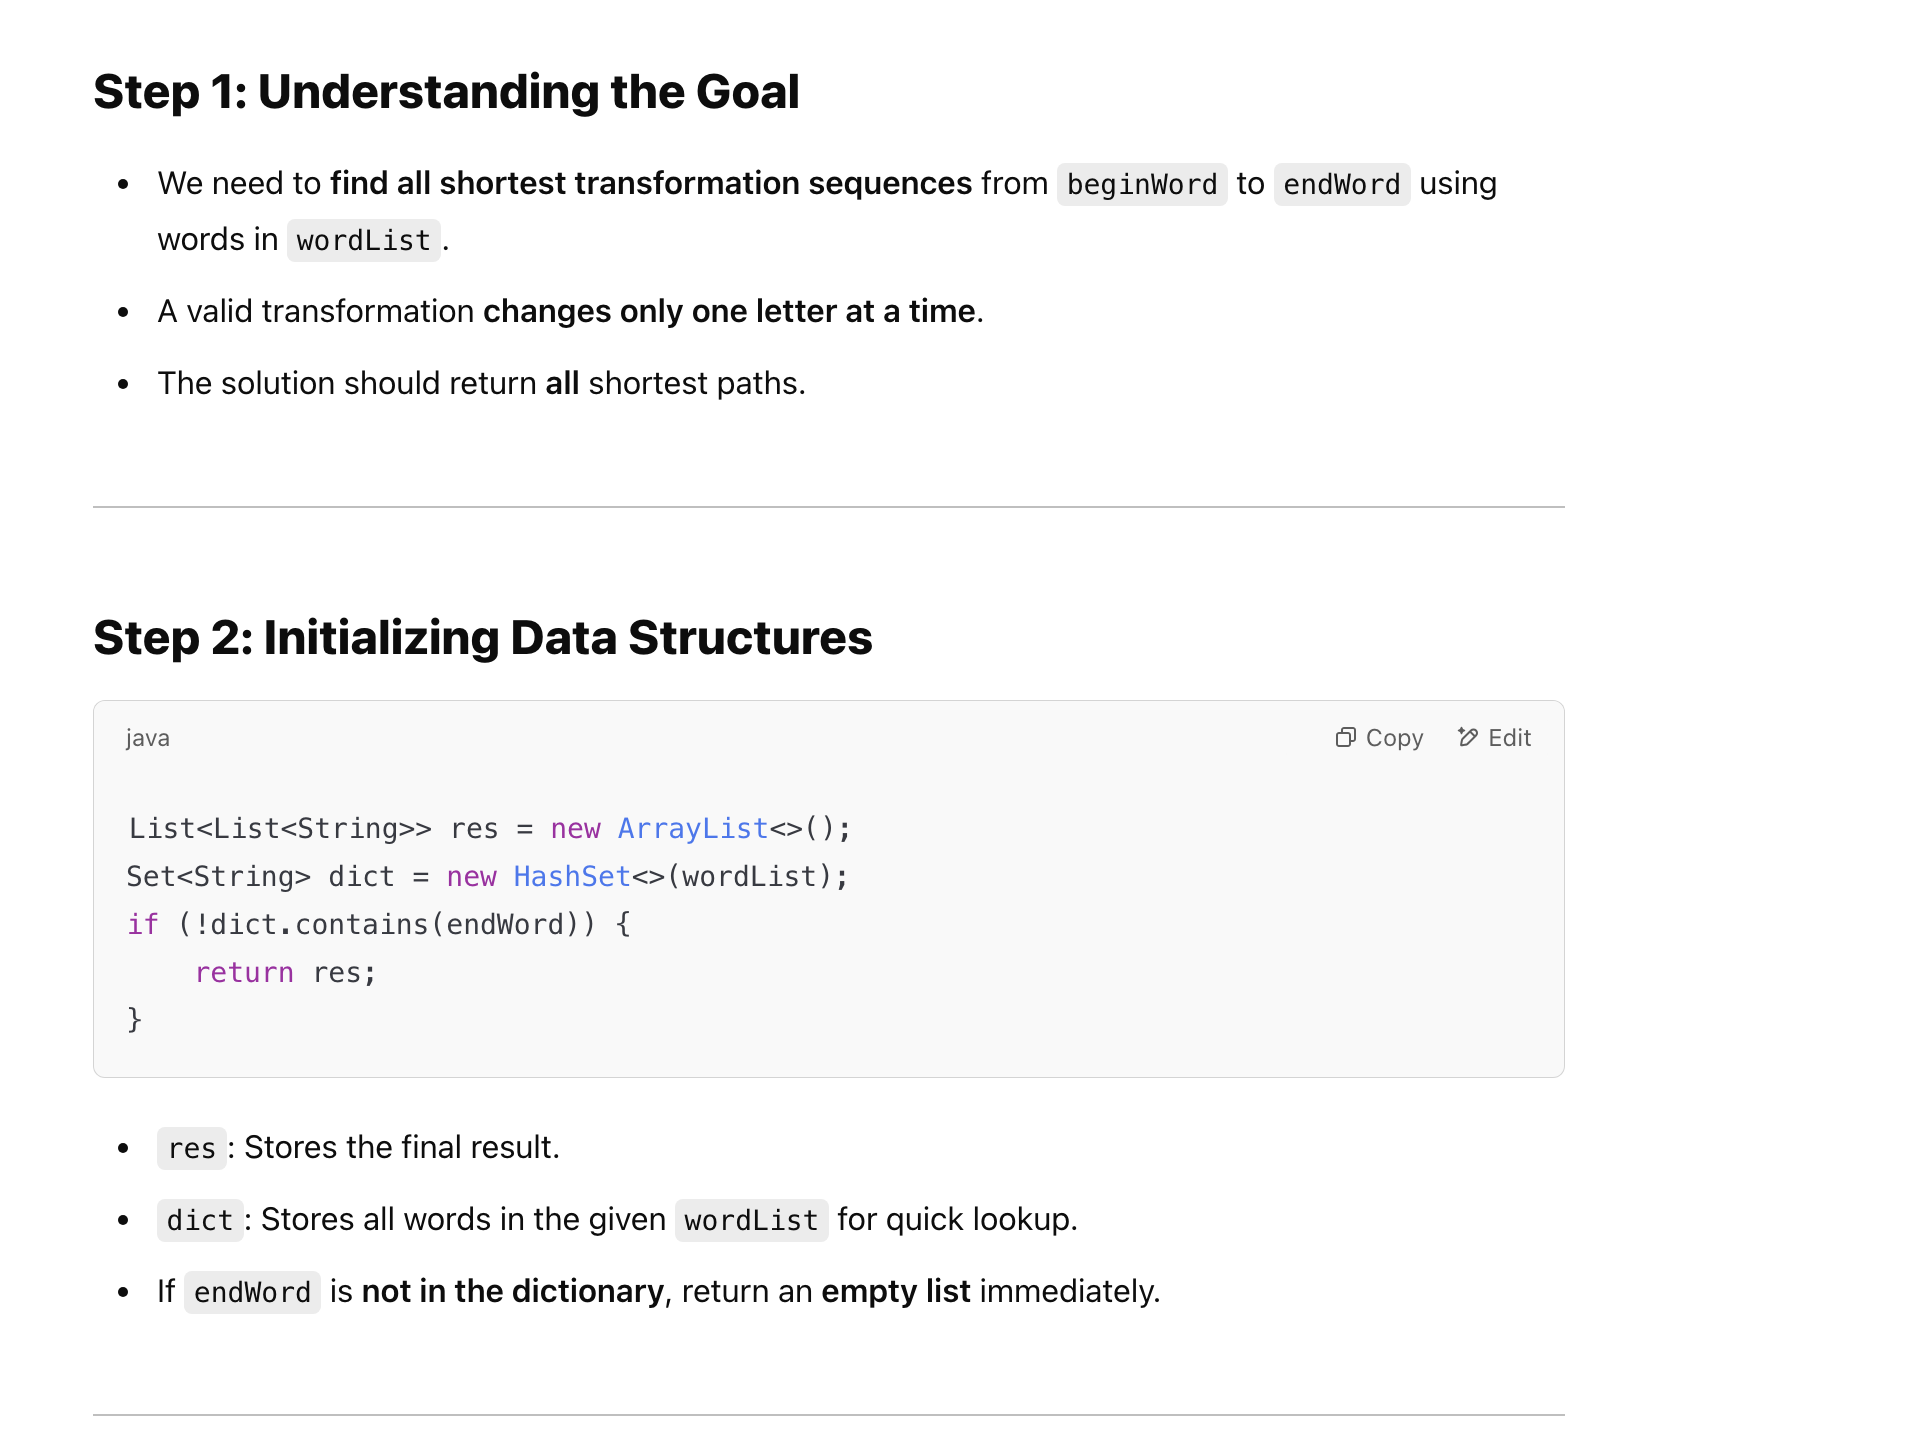 Step 1: Understanding the Goal
• We need to find all shortest transformation sequences from beginWord to endWord using
words in wordList.
• A valid transformation changes only one letter at a time.
• The solution should return all shortest paths.
Step 2: Initializing Data Structures
java Copy Edit
List<List<String>> res = new ArrayList<>();
Set<String> dict = new HashSet<>(wordList);
if (!dict.contains(endWord)) {
    return res;
}
• res: Stores the final result.
• dict: Stores all words in the given wordList for quick lookup.
• If endWord is not in the dictionary, return an empty list immediately.